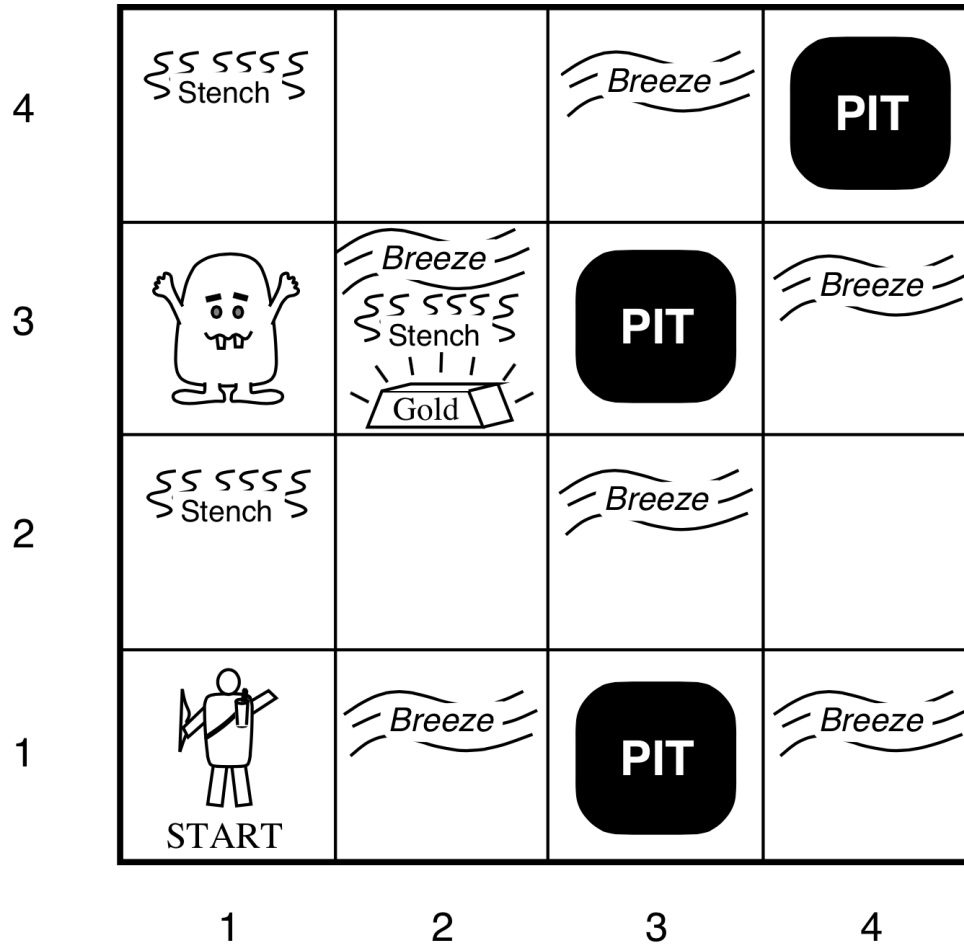 4
Stench
Breeze
PIT
3
Breeze
Stench
Gold
PIT
Breeze
2
Stench
Breeze
1
START
Breeze
PIT
Breeze
1 2 3 4